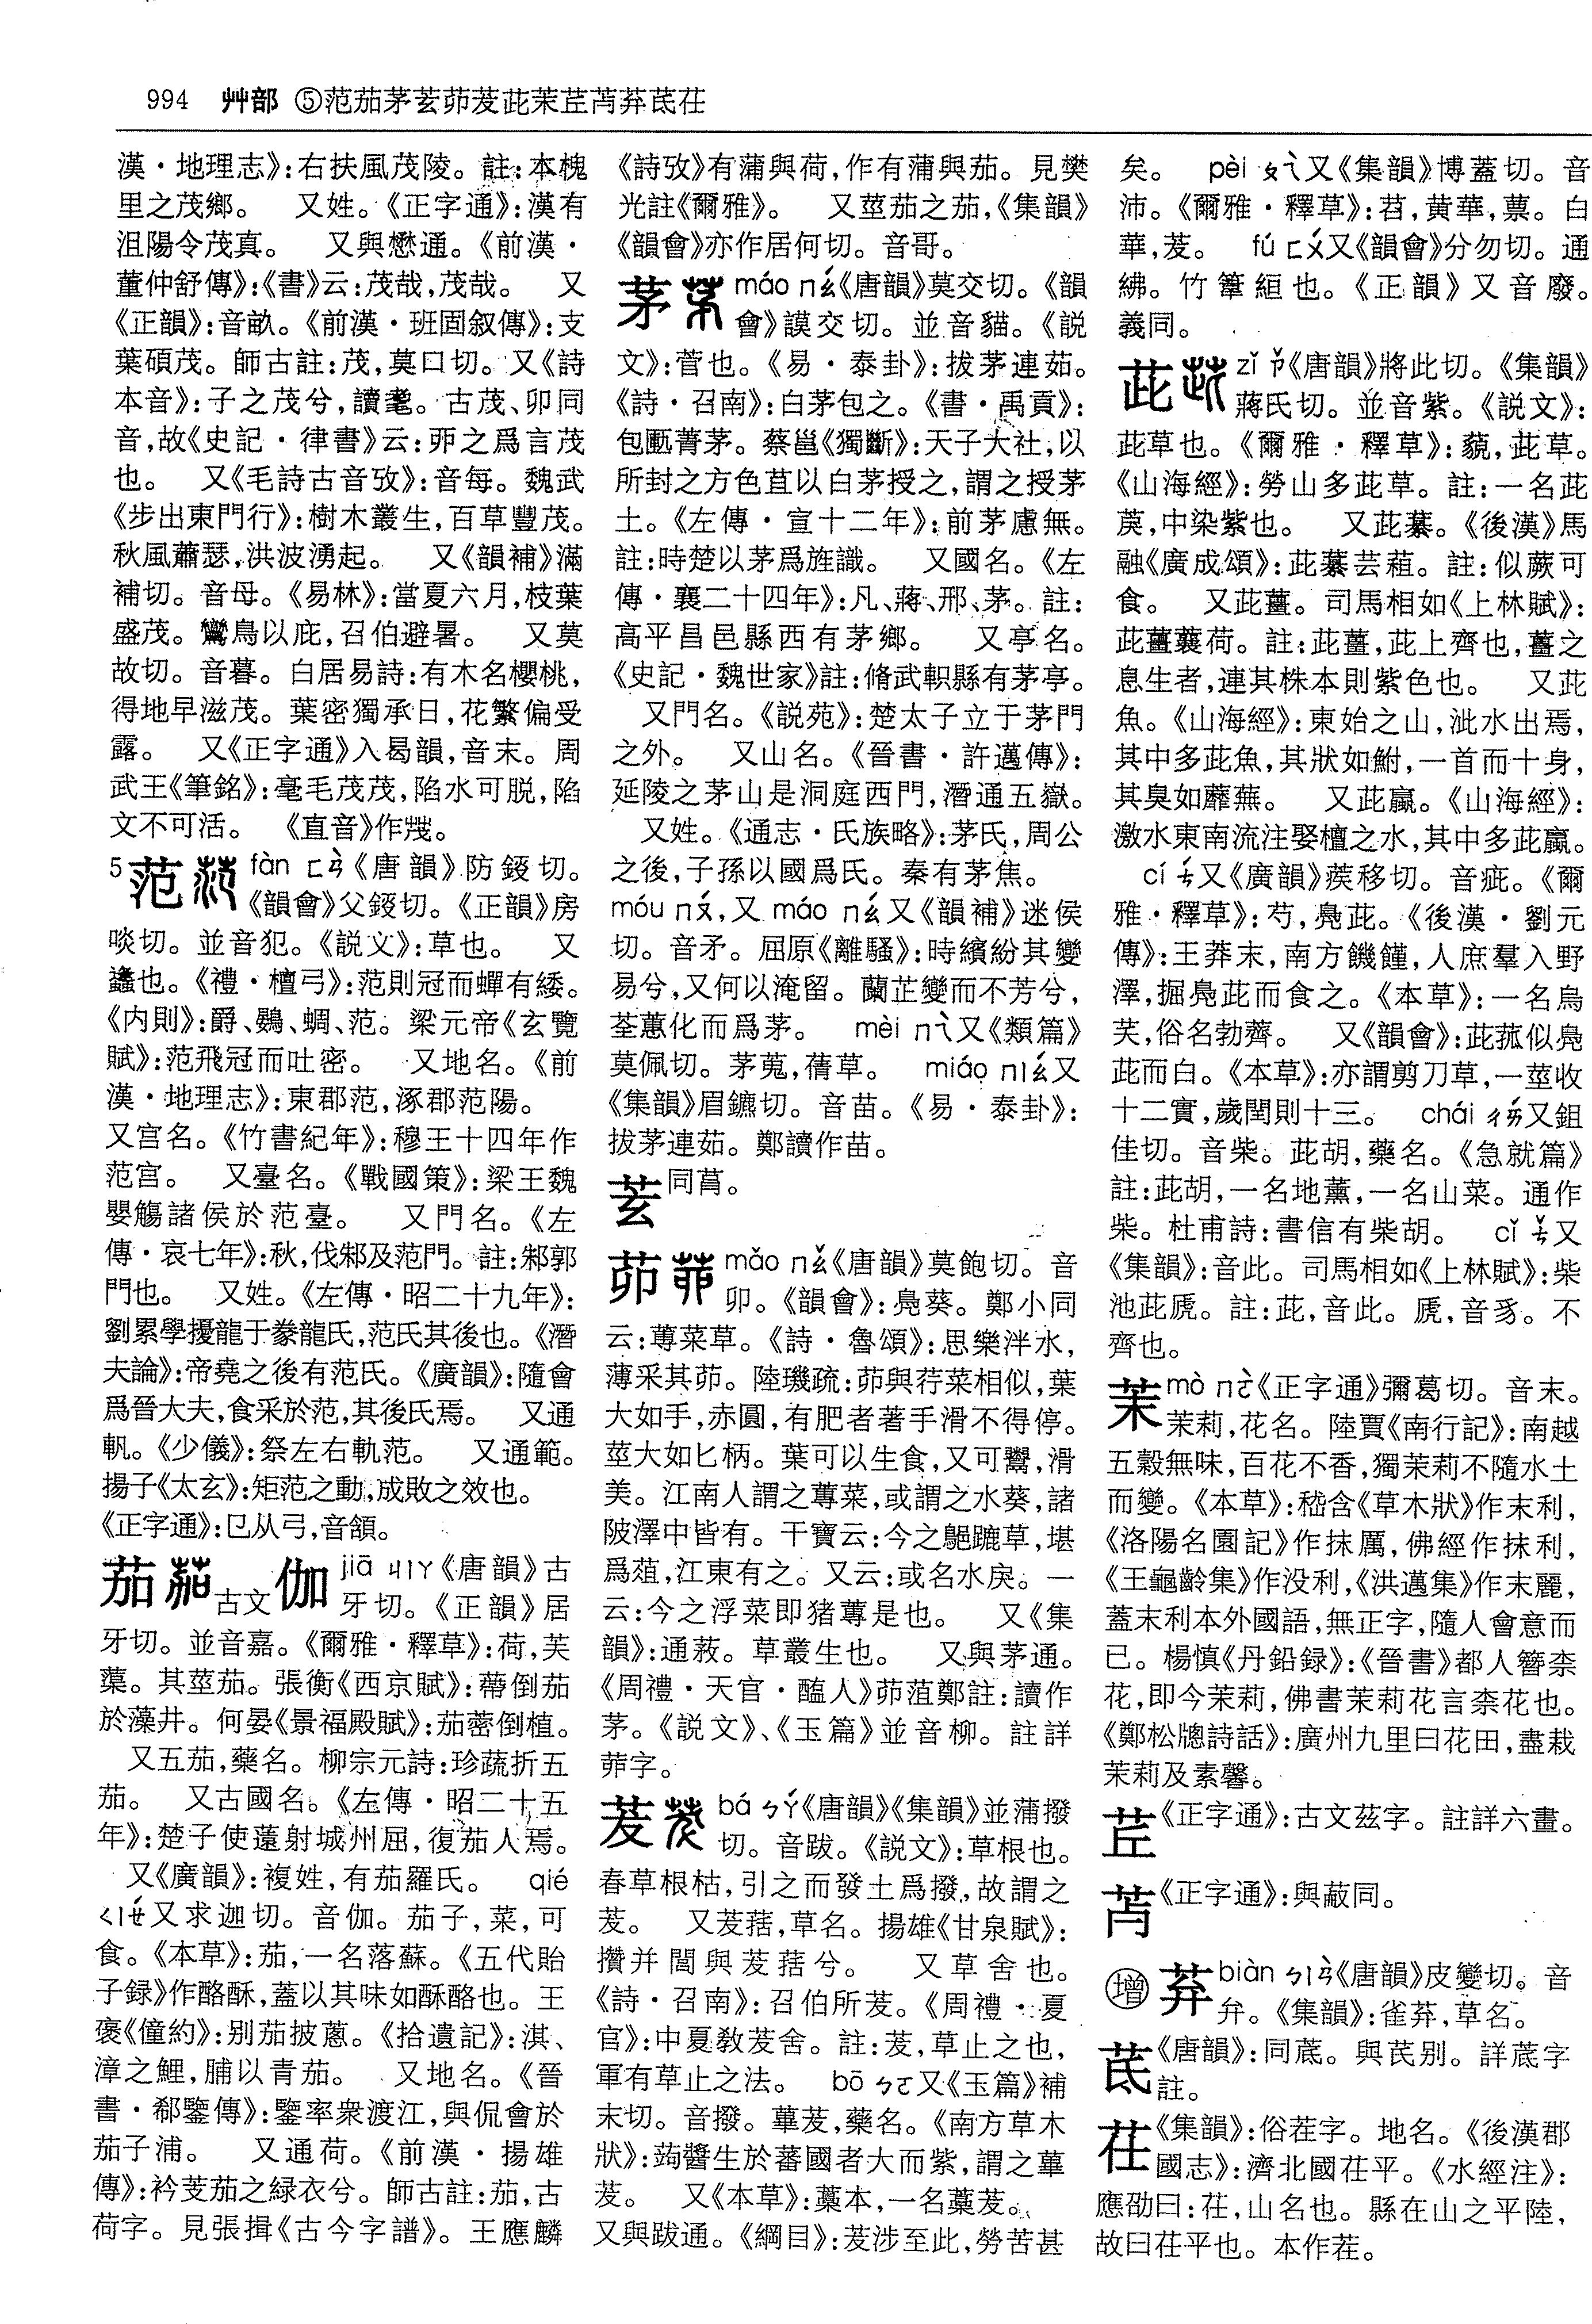 994 艸部 ⑤范茄茅茥茆茇茈茉茊苪莽茋茌
漢·地理志》:右扶風茂陵。註:本槐
里之茂鄉。 又姓。《正字通》:漢有
沮陽令茂真。 又與懋通。《前漢·
董仲舒傳》:《書》云:茂哉,茂哉。 又
《正韻》:音畝。《前漢·班固叙傳》:支
葉碩茂。師古註:茂,莫口切。又《詩
本音》:子之茂兮,讀耄。古茂、卯同
音,故《史記·律書》云:丣之爲言茂
也。 又《毛詩古音攷》:音每。魏武
《步出東門行》:樹木叢生,百草豐茂。
秋風蕭瑟,洪波湧起。 又《韻補》滿
補切。音母。《易林》:當夏六月,枝葉
盛茂。鸞鳥以庇,召伯避暑。 又莫
故切。音暮。白居易詩:有木名櫻桃,
得地早滋茂。葉密獨承日,花繁偏受
露。 又《正字通》入曷韻,音末。周
武王《筆銘》:毫毛茂茂,陷水可脱,陷
文不可活。 《直音》作。
5范 fàn ㄈㄢˋ《唐韻》防錽切。
《韻會》父錽切。《正韻》房
啖切。並音犯。《説文》:草也。 又
蠭也。《禮·檀弓》:范則冠而蟬有緌。
《内則》:爵、鷃、蜩、范。梁元帝《玄覽
賦》:范飛冠而吐密。 又地名。《前
漢·地理志》:東郡范,涿郡范陽。
又宫名。《竹書紀年》:穆王十四年作
范宫。 又臺名。《戰國策》:梁王魏
嬰觴諸侯於范臺。 又門名。《左
傳·哀七年》:秋,伐邾及范門。註:邾郭
門也。 又姓。《左傳·昭二十九年》:
劉累學擾龍于豢龍氏,范氏其後也。《潛
夫論》:帝堯之後有范氏。《廣韻》:隨會
爲晉大夫,食采於范,其後氏焉。 又通
軓。《少儀》:祭左右軌范。 又通範。
揚子《太玄》:矩范之動,成敗之效也。
《正字通》:㔾从弓,音頷。
茄 古文 伽 jiā ㄐㄧㄚ《唐韻》古
牙切。《正韻》居
牙切。並音嘉。《爾雅·釋草》:荷,芙
蕖。其莖茄。張衡《西京賦》:蔕倒茄
於藻井。何晏《景福殿賦》:茄蔤倒植。
又五茄,藥名。柳宗元詩:珍蔬折五
茄。 又古國名。《左傳·昭二十五
年》:楚子使薳射城州屈,復茄人焉。
又《廣韻》:複姓,有茄羅氏。 qié
ㄑㄧㄝˊ又求迦切。音伽。茄子,菜,可
食。《本草》:茄,一名落蘇。《五代貽
子録》作酪酥,蓋以其味如酥酪也。王
褒《僮約》:别茄披蔥。《拾遺記》:淇、
漳之鯉,脯以青茄。 又地名。《晉
書·郗鑒傳》:鑒率衆渡江,與侃會於
茄子浦。 又通荷。《前漢·揚雄
傳》:衿芰茄之緑衣兮。師古註:茄,古
荷字。見張揖《古今字譜》。王應麟
《詩攷》有蒲與荷,作有蒲與茄。見樊
光註《爾雅》。 又莖茄之茄,《集韻》
《韻會》亦作居何切。音哥。
茅 máo ㄇㄠˊ《唐韻》莫交切。《韻
會》謨交切。並音貓。《説
文》:菅也。《易·泰卦》:拔茅連茹。
《詩·召南》:白茅包之。《書·禹貢》:
包匭菁茅。蔡邕《獨斷》:天子大社,以
所封之方色苴以白茅授之,謂之授茅
土。《左傳·宣十二年》:前茅慮無。
註:時楚以茅爲旌識。 又國名。《左
傳·襄二十四年》:凡、蔣、邢、茅。註:
高平昌邑縣西有茅鄉。 又亭名。
《史記·魏世家》註:脩武軹縣有茅亭。
又門名。《説苑》:楚太子立于茅門
之外。 又山名。《晉書·許邁傳》:
延陵之茅山是洞庭西門,潛通五嶽。
又姓。《通志·氏族略》:茅氏,周公
之後,子孫以國爲氏。秦有茅焦。
móu ㄇㄡˊ,又 máo ㄇㄠˊ又《韻補》迷侯
切。音矛。屈原《離騷》:時繽紛其變
易兮,又何以淹留。蘭芷變而不芳兮,
荃蕙化而爲茅。 mèi ㄇㄟˋ又《類篇》
莫佩切。茅蒐,蒨草。 miáo ㄇㄧㄠˊ又
《集韻》眉鑣切。音苗。《易·泰卦》:
拔茅連茹。鄭讀作苗。
同萵。
茆 mǎo ㄇㄠˇ《唐韻》莫飽切。音
卯。《韻會》:鳧葵。鄭小同
云:蓴菜草。《詩·魯頌》:思樂泮水,
薄采其茆。陸璣疏:茆與荇菜相似,葉
大如手,赤圓,有肥者著手滑不得停。
莖大如匕柄。葉可以生食,又可鬻,滑
美。江南人謂之蓴菜,或謂之水葵,諸
陂澤中皆有。干寶云:今之鴅蹗草,堪
爲菹,江東有之。又云:或名水戾。一
云:今之浮菜即猪蓴是也。 又《集
韻》:通菽。草叢生也。 又與茅通。
《周禮·天官·醢人》茆菹鄭註:讀作
茅。《説文》、《玉篇》並音柳。註詳
茒字。
茇 bá ㄅㄚˊ《唐韻》《集韻》並蒲撥
切。音跋。《説文》:草根也。
春草根枯,引之而發土爲撥,故謂之
茇。 又茇葀,草名。揚雄《甘泉賦》:
攢并閭與茇葀兮。 又草舍也。
《詩·召南》:召伯所茇。《周禮·夏
官》:中夏教茇舍。註:茇,草止之也,
軍有草止之法。 bō ㄅㄛ又《玉篇》補
末切。音撥。蓽茇,藥名。《南方草木
狀》:蒟醬生於蕃國者大而紫,謂之蓽
茇。 又《本草》:藁本,一名藁茇。
又與跋通。《綱目》:茇涉至此,勞苦甚
矣。 pèi ㄆㄟˋ又《集韻》博蓋切。音
沛。《爾雅·釋草》:苕,黄華,蔈。白
華,茇。 fú ㄈㄨˊ又《韻會》分勿切。通
紼。竹䈼絙也。《正韻》又音廢。
義同。
茈 zǐ ㄗˇ《唐韻》將此切。《集韻》
蔣氏切。並音紫。《説文》:
茈草也。《爾雅·釋草》:藐,茈草。
《山海經》:勞山多茈草。註:一名茈
䓞,中染紫也。 又茈萁。《後漢》馬
融《廣成頌》:茈萁芸蒩。註:似蕨可
食。 又茈薑。司馬相如《上林賦》:
茈薑蘘荷。註:茈薑,茈上齊也,薑之
息生者,連其株本則紫色也。 又茈
魚。《山海經》:東始之山,泚水出焉,
其中多茈魚,其狀如鮒,一首而十身,
其臭如蘪蕪。 又茈蠃。《山海經》:
激水東南流注娶檀之水,其中多茈蠃。
cí ㄘˊ又《廣韻》蒺移切。音疵。《爾
雅·釋草》:芍,鳧茈。《後漢·劉元
傳》:王莽末,南方饑饉,人庶羣入野
澤,掘鳧茈而食之。《本草》:一名烏
芙,俗名勃薺。 又《韻會》:茈菰似鳧
茈而白。《本草》:亦謂剪刀草,一莖收
十二實,歲閏則十三。 chái ㄔㄞˊ又鉏
佳切。音柴。茈胡,藥名。《急就篇》
註:茈胡,一名地薰,一名山菜。通作
柴。杜甫詩:書信有柴胡。 cǐ ㄘˇ又
《集韻》:音此。司馬相如《上林賦》:柴
池茈虒。註:茈,音此。虒,音豸。不
齊也。
茉 mò ㄇㄛˋ《正字通》彌葛切。音末。
茉莉,花名。陸賈《南行記》:南越
五穀無味,百花不香,獨茉莉不隨水土
而變。《本草》:嵇含《草木狀》作末利,
《洛陽名園記》作抹厲,佛經作抹利,
《王龜齡集》作没利,《洪邁集》作末麗,
蓋末利本外國語,無正字,隨人會意而
已。楊慎《丹鉛録》:《晉書》都人簪柰
花,即今茉莉,佛書茉莉花言柰花也。
《鄭松牕詩話》:廣州九里曰花田,盡栽
茉莉及素馨。
茊 《正字通》:古文茲字。註詳六畫。
《正字通》:與蔽同。
增 biàn ㄅㄧㄢˋ《唐韻》皮變切。音
弁。《集韻》:雀莽,草名。
茋 《唐韻》:同菧。與芪别。詳菧字
註。
茌 《集韻》:俗茬字。地名。《後漢郡
國志》:濟北國茌平。《水經注》:
應劭曰:茌,山名也。縣在山之平陸,
故曰茌平也。本作茬。